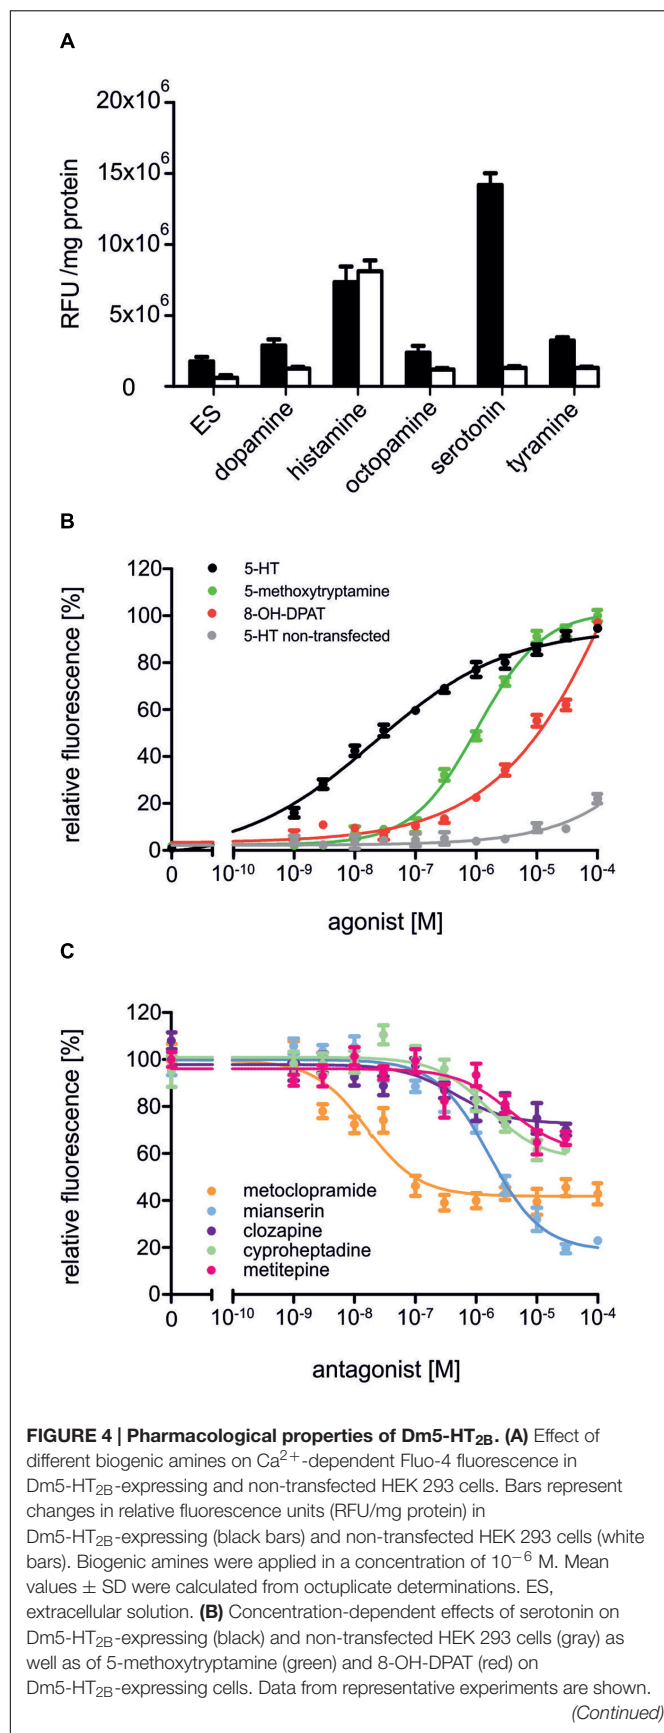 A
20x10⁶
15x10⁶
10x10⁶
5x10⁶
0
RFU /mg protein
ES
dopamine
histamine
octopamine
serotonin
tyramine
B
120
100
80
60
40
20
0
relative fluorescence [%]
5-HT
5-methoxytryptamine
8-OH-DPAT
5-HT non-transfected
0 10⁻¹⁰ 10⁻⁹ 10⁻⁸ 10⁻⁷ 10⁻⁶ 10⁻⁵ 10⁻⁴
agonist [M]
C
120
100
80
60
40
20
0
relative fluorescence [%]
metoclopramide
mianserin
clozapine
cyproheptadine
metitepine
0 10⁻¹⁰ 10⁻⁹ 10⁻⁸ 10⁻⁷ 10⁻⁶ 10⁻⁵ 10⁻⁴
antagonist [M]
FIGURE 4 | Pharmacological properties of Dm5-HT₂B. (A) Effect of
different biogenic amines on Ca²⁺-dependent Fluo-4 fluorescence in
Dm5-HT₂B-expressing and non-transfected HEK 293 cells. Bars represent
changes in relative fluorescence units (RFU/mg protein) in
Dm5-HT₂B-expressing (black bars) and non-transfected HEK 293 cells (white
bars). Biogenic amines were applied in a concentration of 10⁻⁶ M. Mean
values ± SD were calculated from octuplicate determinations. ES,
extracellular solution. (B) Concentration-dependent effects of serotonin on
Dm5-HT₂B-expressing (black) and non-transfected HEK 293 cells (gray) as
well as of 5-methoxytryptamine (green) and 8-OH-DPAT (red) on
Dm5-HT₂B-expressing cells. Data from representative experiments are shown.
(Continued)